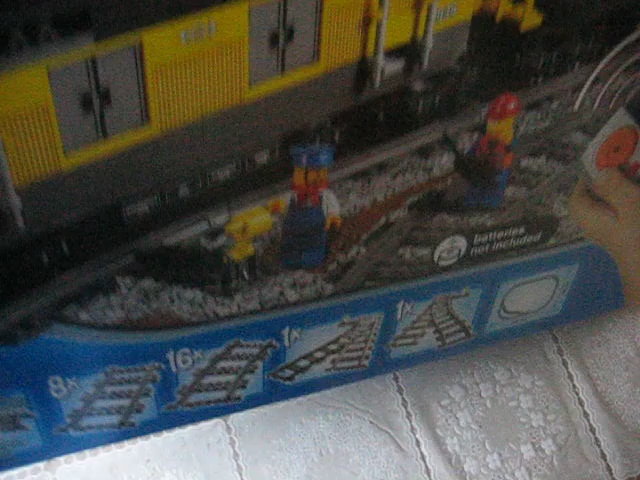 batteries
not included
8x
16x
1x
1x